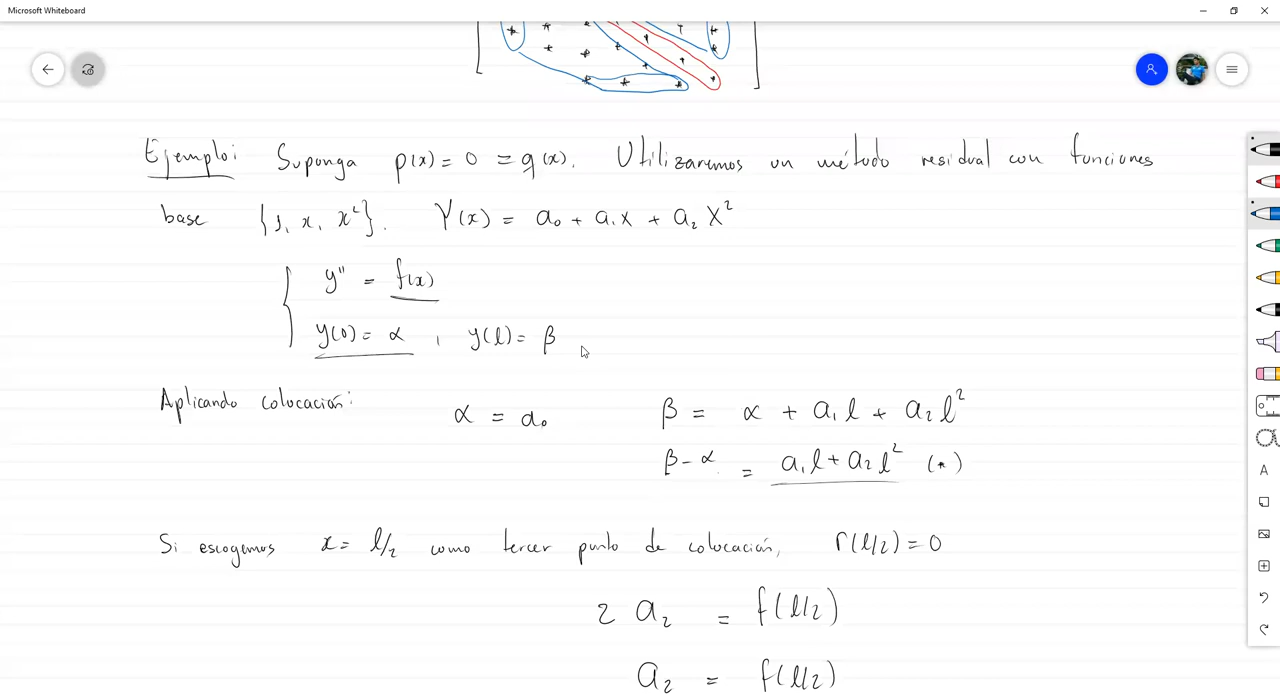 Microsoft Whiteboard
Ejemplo: Suponga p(x) = 0 = q(x). Utilizaremos un método residual con funciones
base {1, x, x²}. Y(x) = a₀ + a₁x + a₂x²
y'' = f(x)
y(0) = α , y(l) = β
Aplicando colocación: α = a₀ β = α + a₁l + a₂l²
β - α = a₁l + a₂l² (*)
Si escogemos x = l/2 como tercer punto de colocación, r(l/2) = 0
2 a₂ = f(l/2)
a₂ = f(l/2)
A